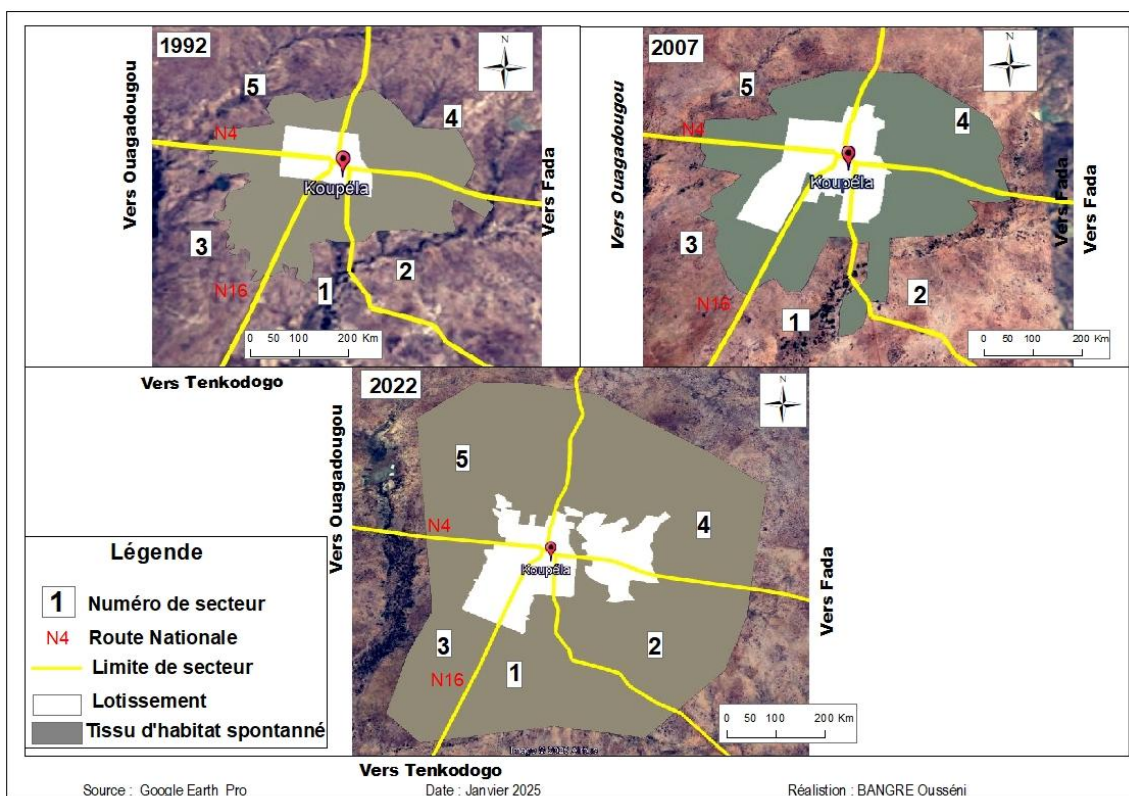 1992
N
5
4
N4
Koupéla
3
2
N16
1
0 50 100 200 Km
Vers Ouagadougou
Vers Fada
2007
N
5
4
N4
Koupéla
3
2
N16
1
0 50 100 200 Km
Vers Ouagadougou
Vers Fada
Vers Fada
Vers Tenkodogo
2022
N
5
4
N4
Koupéla
3
2
N16
1
0 50 100 200 Km
Vers Ouagadougou
Vers Fada
Légende
1 Numéro de secteur
N4 Route Nationale
Limite de secteur
Lotissement
Tissu d'habitat spontanné
Vers Tenkodogo
Source : Google Earth Pro
Date : Janvier 2025
Réalistion : BANGRE Ousséni